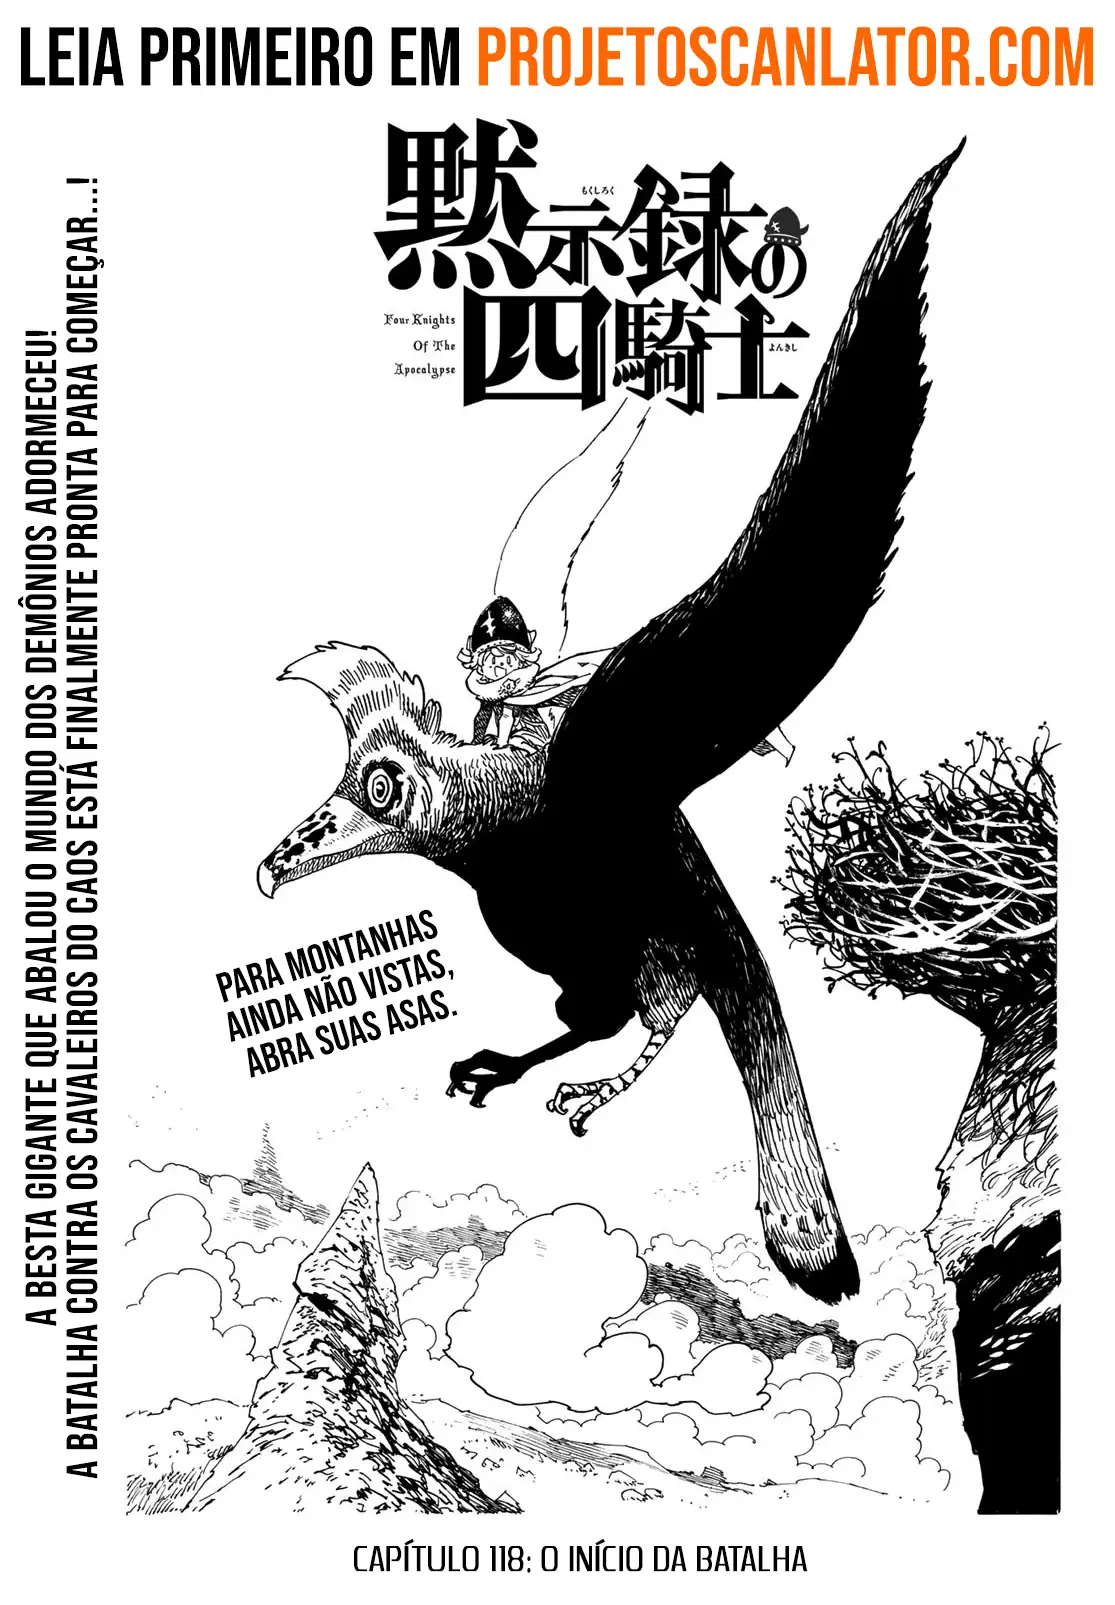 LEIA PRIMEIRO EM PROJETOSCANLATOR.COM
黙示録の
もくしろく
四騎士
よんきし
Four Knights
Of The
Apocalypse
A BESTA GIGANTE QUE ABALOU O MUNDO DOS DEMÔNIOS ADORMECEU!
A BATALHA CONTRA OS CAVALEIROS DO CAOS ESTÁ FINALMENTE PRONTA PARA COMEÇAR...!
PARA MONTANHAS
AINDA NÃO VISTAS,
ABRA SUAS ASAS.
CAPÍTULO 118: O INÍCIO DA BATALHA